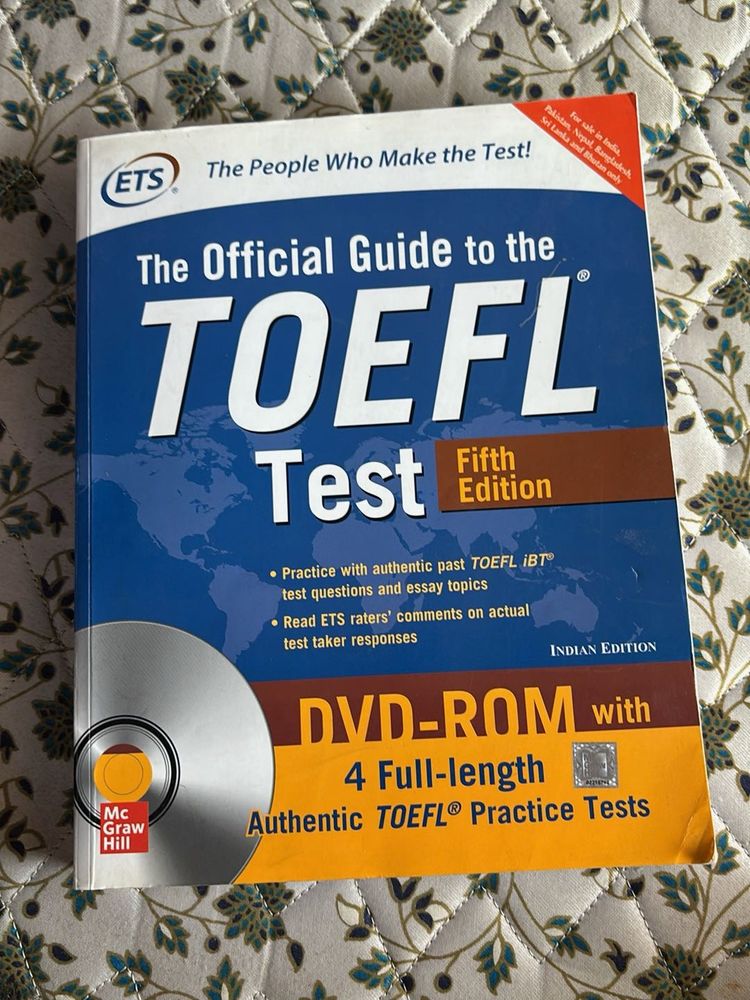 For sale in India,
Pakistan, Nepal, Bangladesh,
Sri Lanka and Bhutan only
ETS®
The People Who Make the Test!
The Official Guide to the
TOEFL®
Test
Fifth
Edition
• Practice with authentic past TOEFL iBT®
test questions and essay topics
• Read ETS raters' comments on actual
test taker responses
INDIAN EDITION
DVD-ROM with
4 Full-length
Authentic TOEFL® Practice Tests
Mc
Graw
Hill